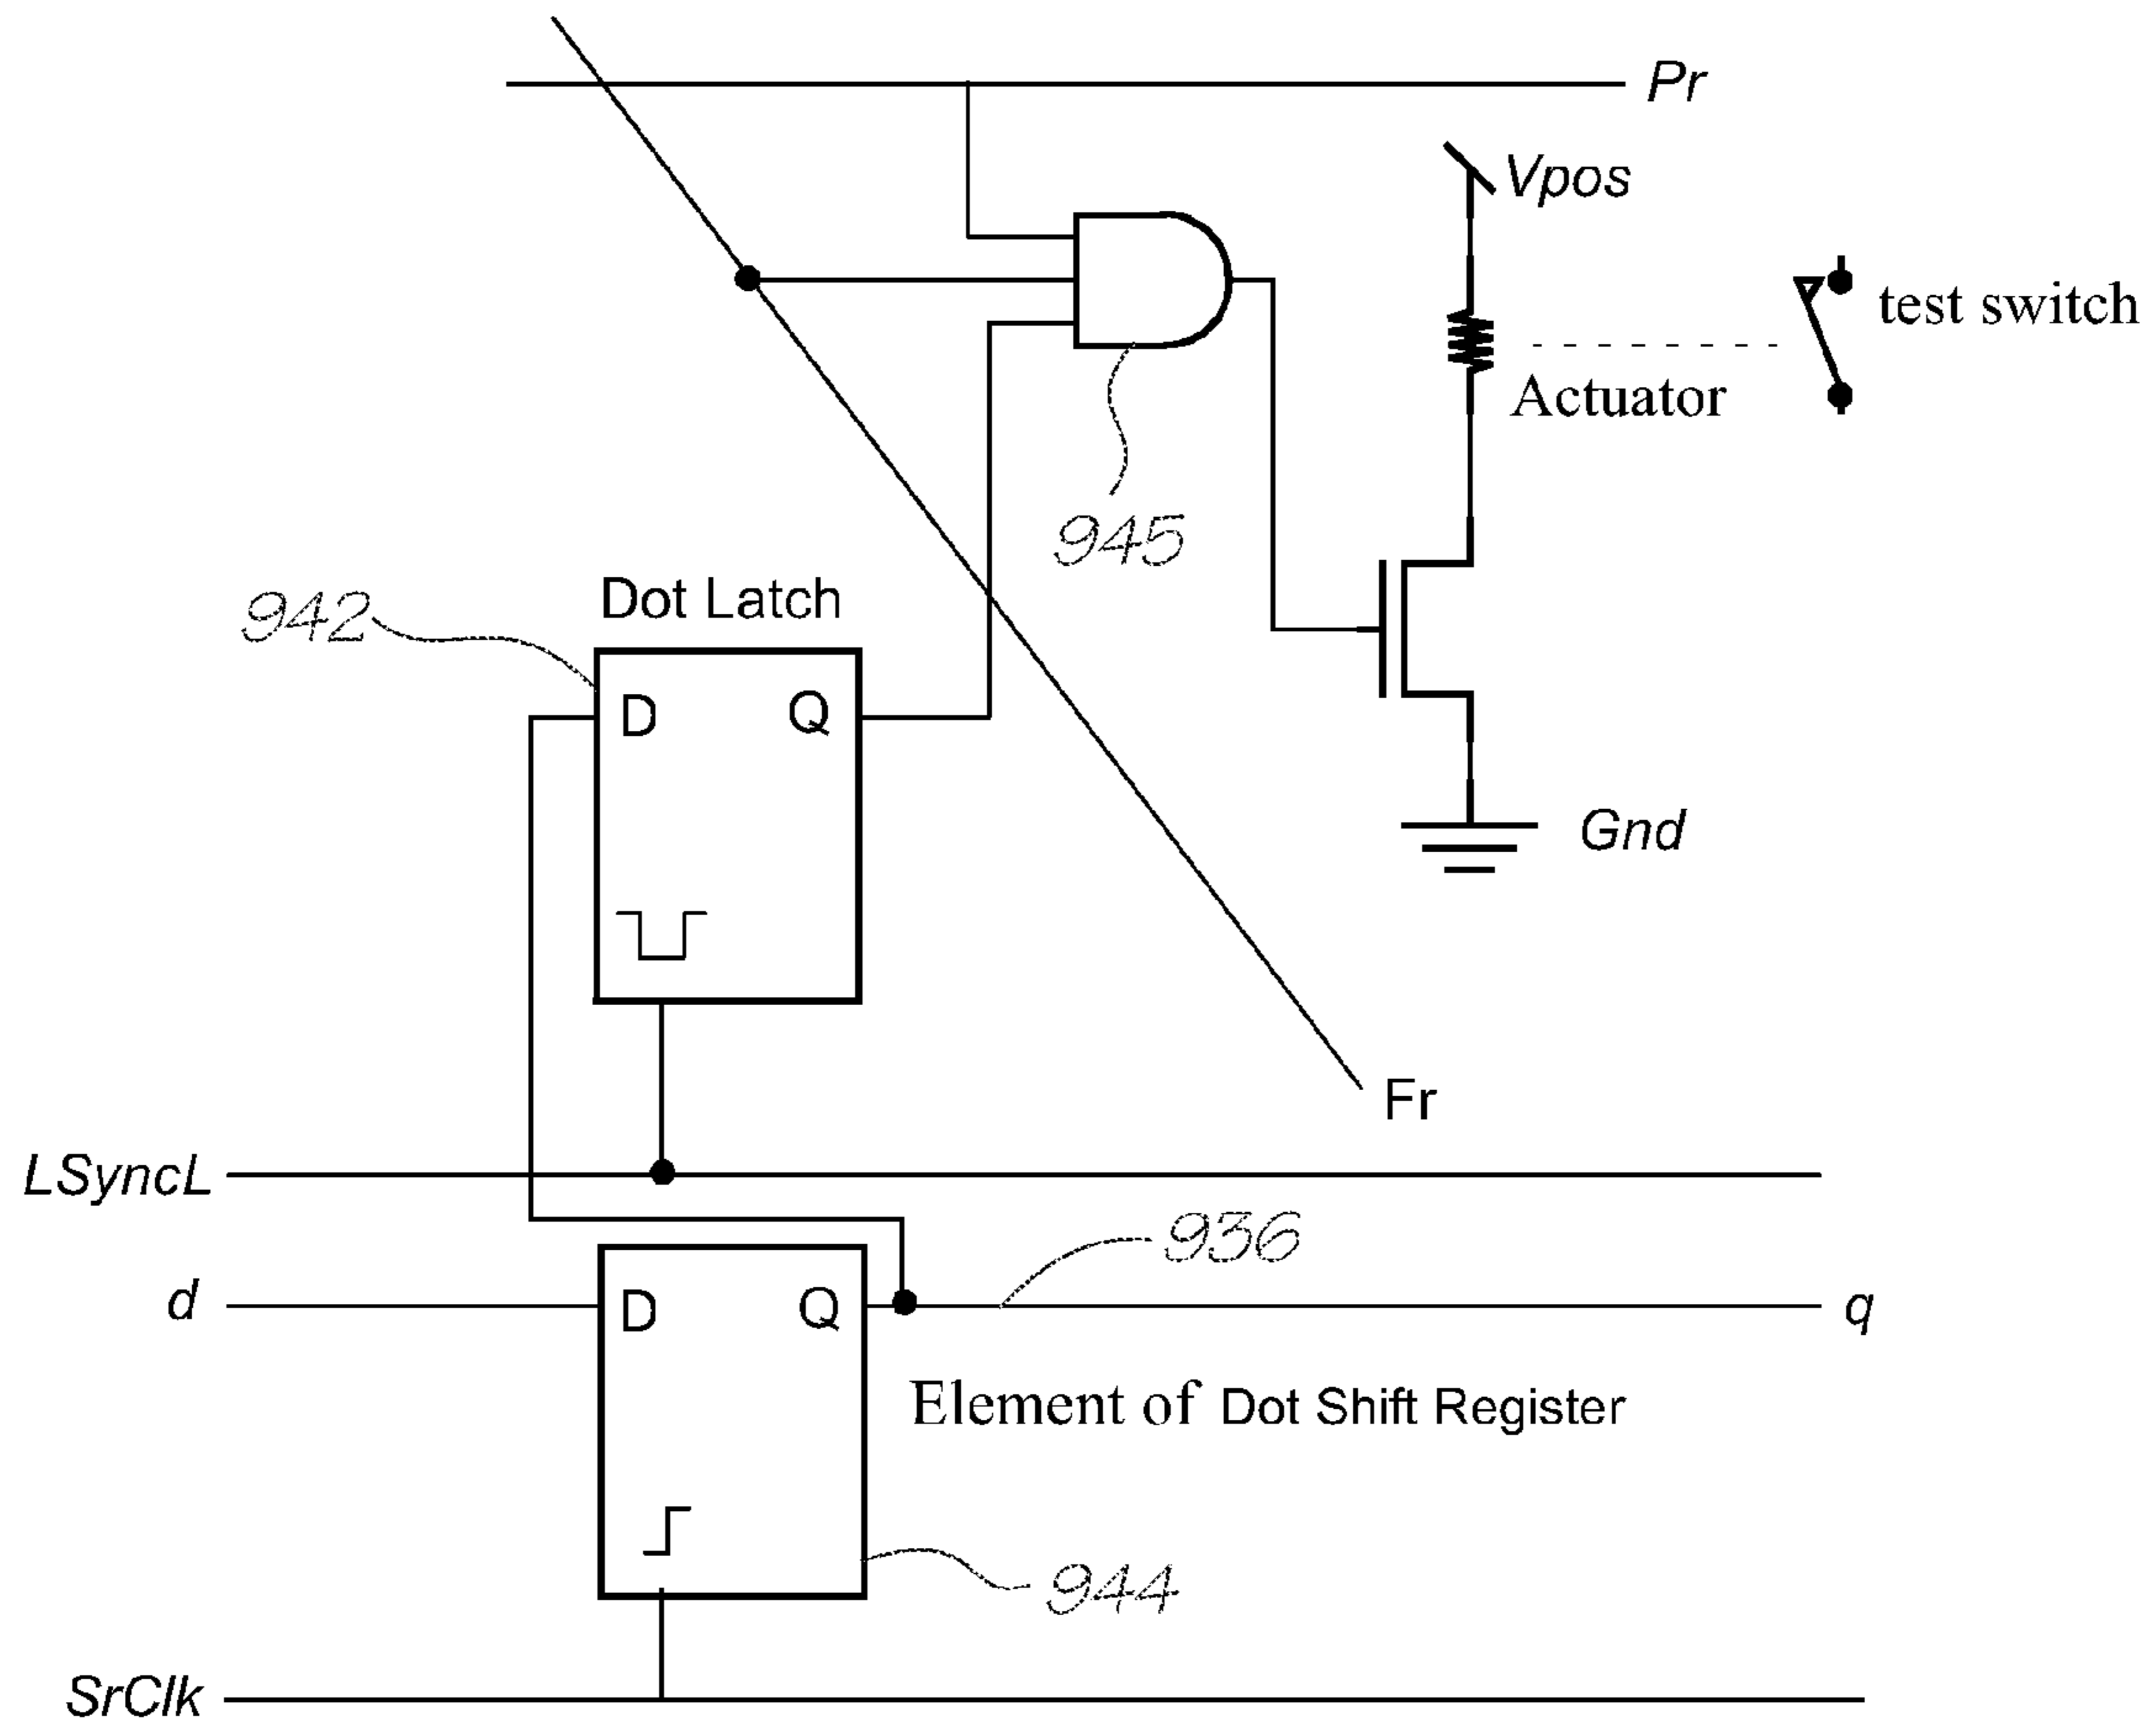 Pr
Vpos
test switch
Actuator
945
942
Dot Latch
D Q
Gnd
Fr
LSyncL
936
d
D Q
q
Element of Dot Shift Register
944
SrClk